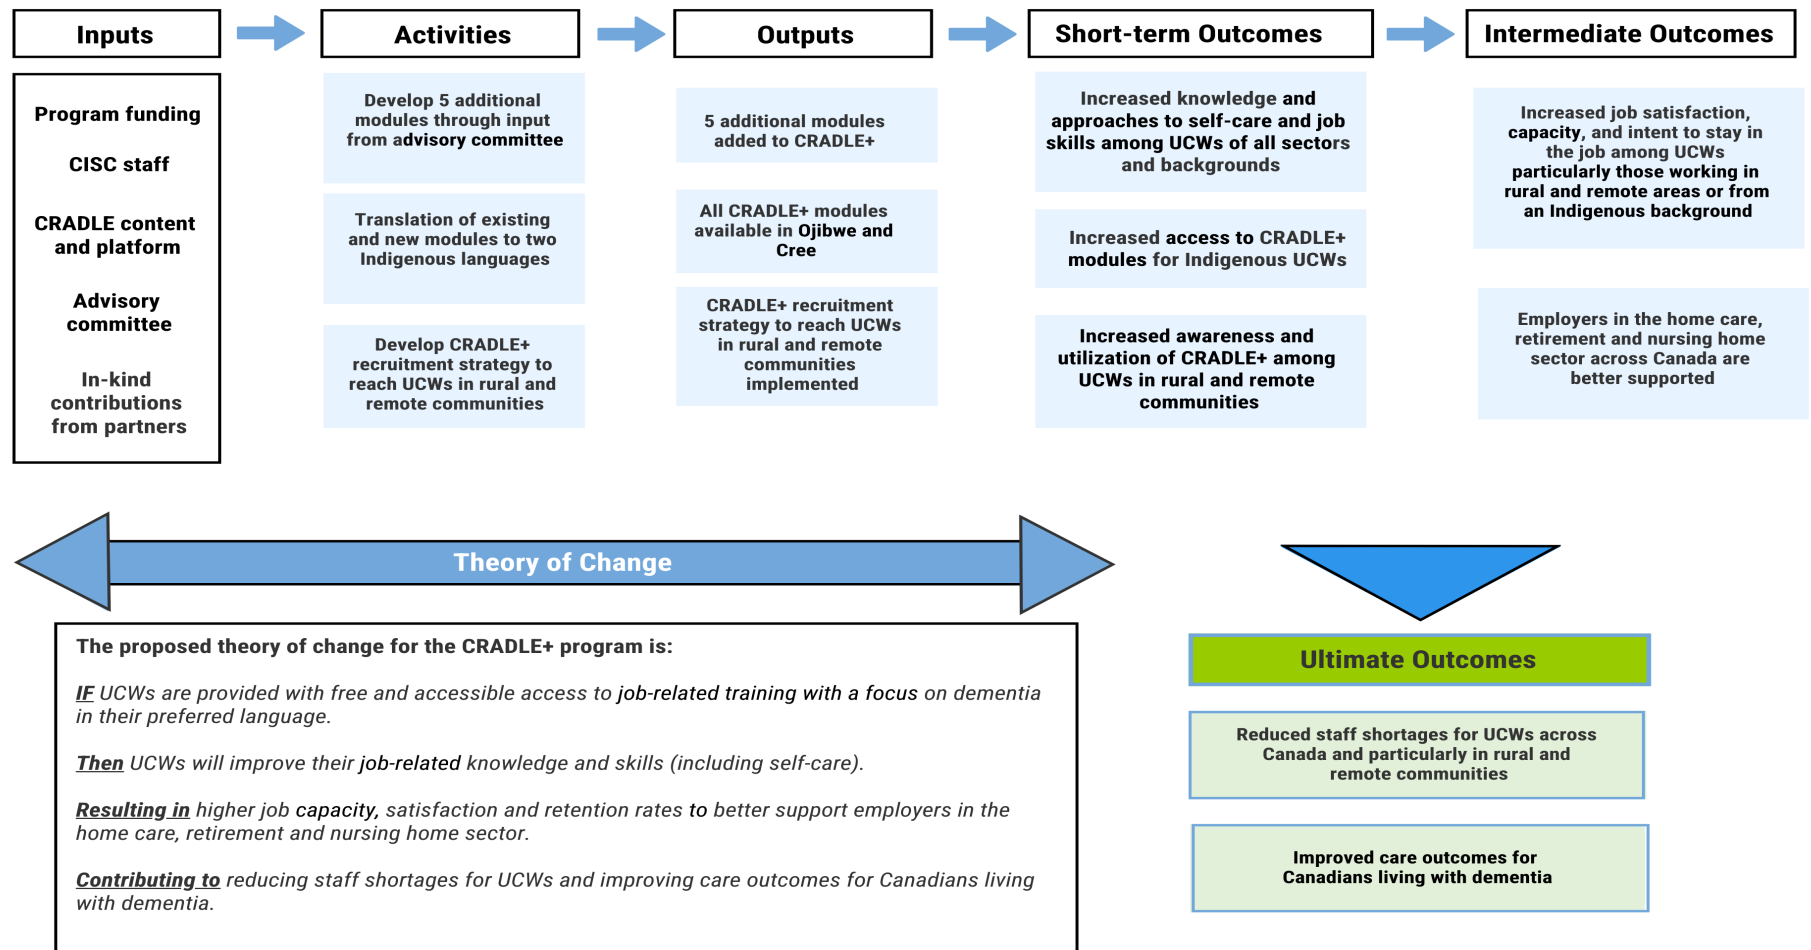 Inputs
Activities
Outputs
Short-term Outcomes
Intermediate Outcomes
Program funding
CISC staff
CRADLE content
and platform
Advisory
committee
In-kind
contributions
from partners
Develop 5 additional
modules through input
from advisory committee
Translation of existing
and new modules to two
Indigenous languages
Develop CRADLE+
recruitment strategy to
reach UCWs in rural and
remote communities
5 additional modules
added to CRADLE+
All CRADLE+ modules
available in Ojibwe and
Cree
CRADLE+ recruitment
strategy to reach UCWs
in rural and remote
communities
implemented
Increased knowledge and
approaches to self-care and job
skills among UCWs of all sectors
and backgrounds
Increased access to CRADLE+
modules for Indigenous UCWs
Increased awareness and
utilization of CRADLE+ among
UCWs in rural and remote
communities
Increased job satisfaction,
capacity, and intent to stay in
the job among UCWs
particularly those working in
rural and remote areas or from
an Indigenous background
Employers in the home care,
retirement and nursing home
sector across Canada are
better supported
Theory of Change
The proposed theory of change for the CRADLE+ program is:
IF UCWs are provided with free and accessible access to job-related training with a focus on dementia
in their preferred language.
Then UCWs will improve their job-related knowledge and skills (including self-care).
Resulting in higher job capacity, satisfaction and retention rates to better support employers in the
home care, retirement and nursing home sector.
Contributing to reducing staff shortages for UCWs and improving care outcomes for Canadians living
with dementia.
Ultimate Outcomes
Reduced staff shortages for UCWs across
Canada and particularly in rural and
remote communities
Improved care outcomes for
Canadians living with dementia